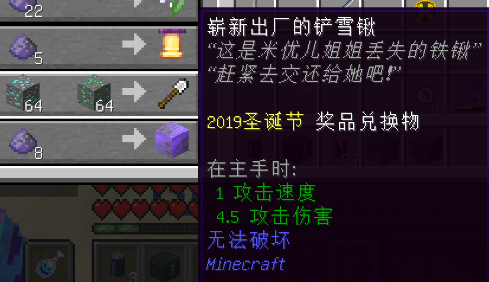 22
5
64 64
8
崭新出厂的铲雪锹
“这是米优儿姐姐丢失的铁锹”
“赶紧去交还给她吧!”
2019圣诞节 奖品兑换物
在主手时:
1 攻击速度
4.5 攻击伤害
无法破坏
Minecraft
3